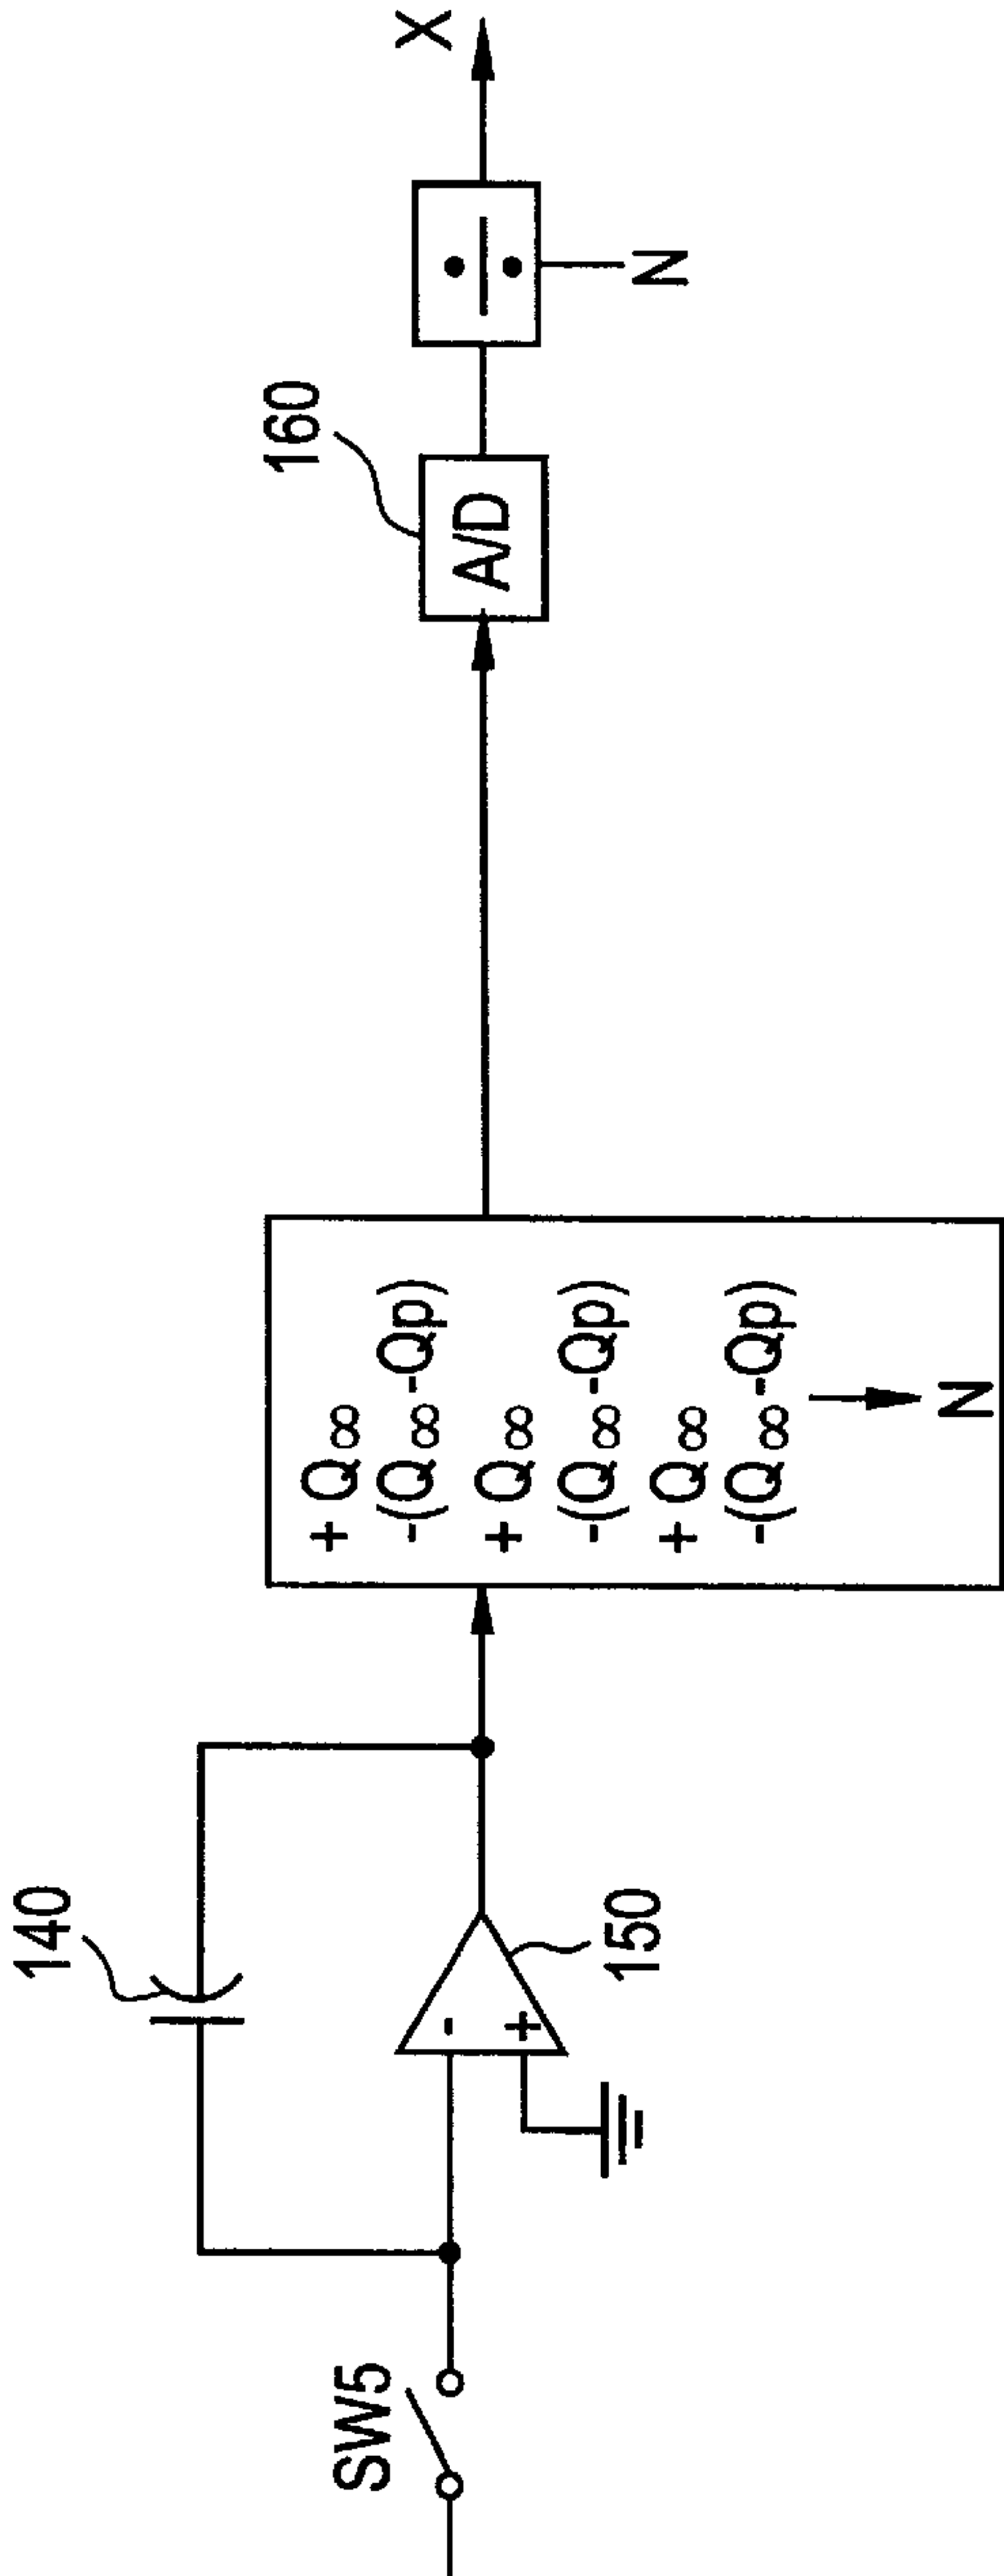 SW5
140
-
+
150
+ Q∞
-(Q∞ -Qp)
+ Q∞
-(Q∞ -Qp)
+ Q∞
-(Q∞ -Qp)
N
160
A/D
÷
N
X